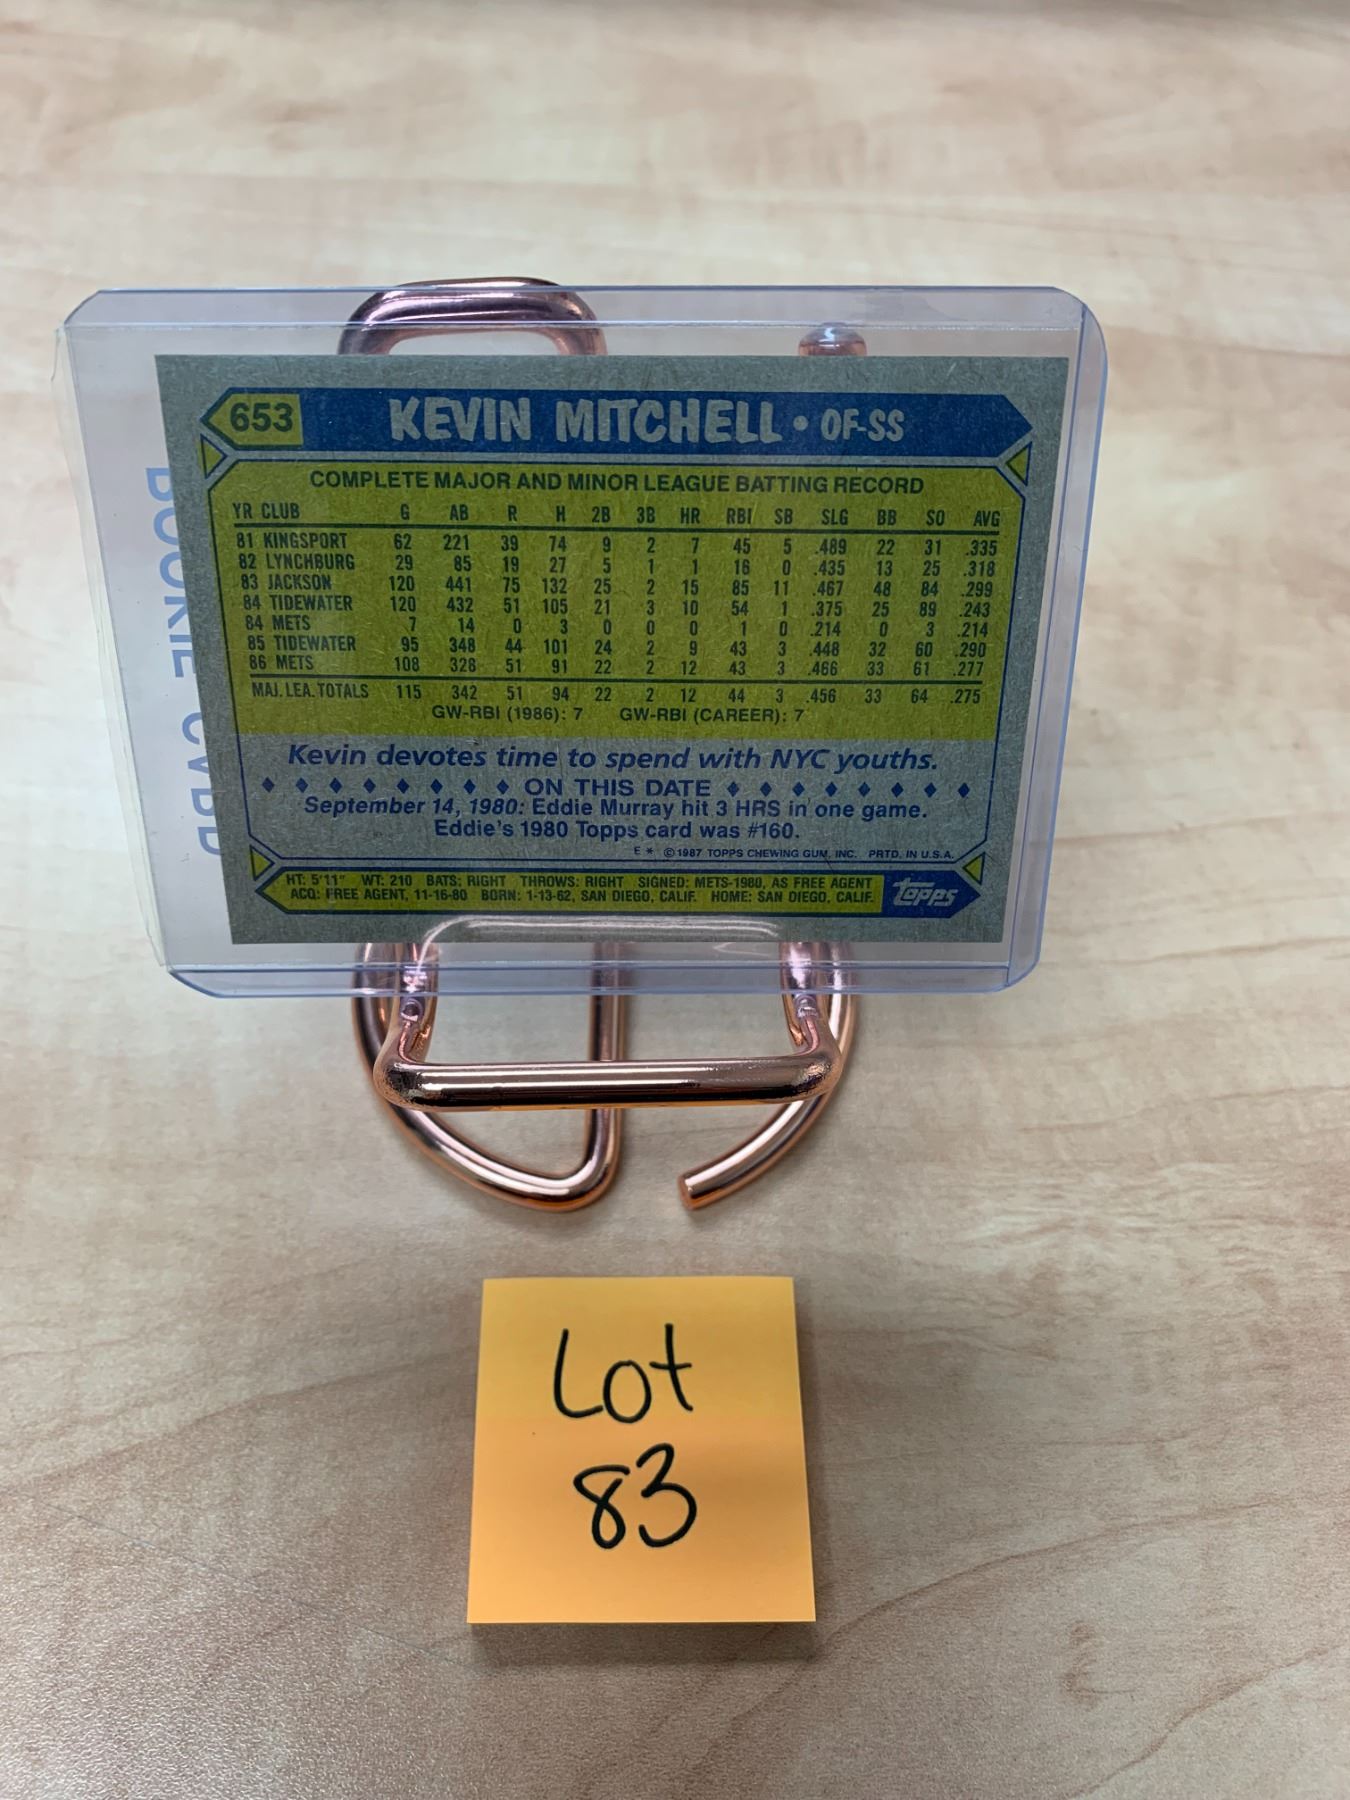 653 KEVIN MITCHELL • OF-SS
COMPLETE MAJOR AND MINOR LEAGUE BATTING RECORD
YR CLUB G AB R H 2B 3B HR RBI SB SLG BB SO AVG
81 KINGSPORT 62 221 39 74 9 2 7 45 5 .489 22 31 .335
82 LYNCHBURG 29 85 19 27 5 1 1 16 0 .435 13 25 .318
83 JACKSON 120 441 75 132 25 2 15 85 11 .467 48 84 .299
84 TIDEWATER 120 432 51 105 21 3 10 54 1 .375 25 89 .243
84 METS 7 14 0 3 0 0 0 1 0 .214 0 3 .214
85 TIDEWATER 95 348 44 101 24 2 9 43 3 .448 32 60 .290
86 METS 108 328 51 91 22 2 12 43 3 .466 33 61 .277
MAJ. LEA. TOTALS 115 342 51 94 22 2 12 44 3 .456 33 64 .275
GW-RBI (1986): 7 GW-RBI (CAREER): 7
Kevin devotes time to spend with NYC youths.
ON THIS DATE
September 14, 1980: Eddie Murray hit 3 HRS in one game.
Eddie's 1980 Topps card was #160.
E * © 1987 TOPPS CHEWING GUM, INC. PRTD. IN U.S.A.
HT: 5'11" WT: 210 BATS: RIGHT THROWS: RIGHT SIGNED: METS-1980, AS FREE AGENT
ACQ: FREE AGENT, 11-16-80 BORN: 1-13-62, SAN DIEGO, CALIF. HOME: SAN DIEGO, CALIF.
topps
Lot
83